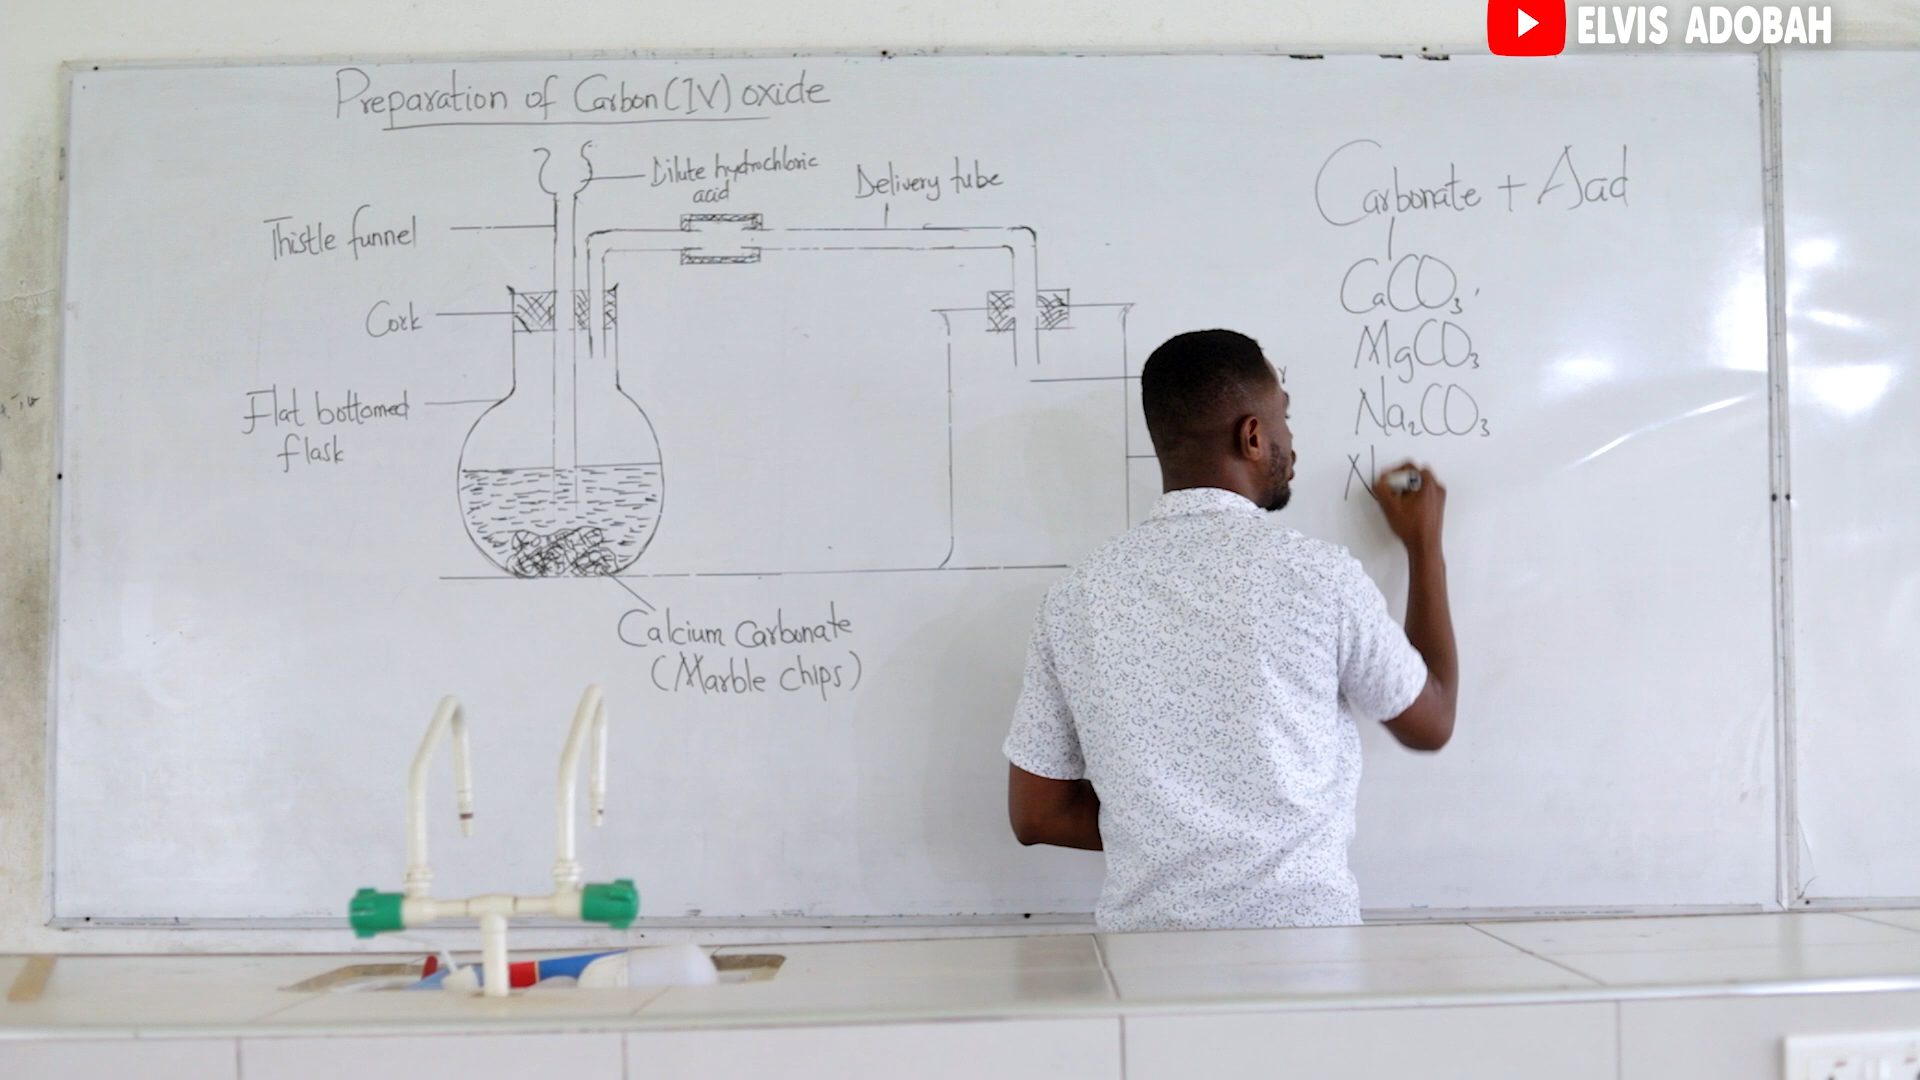 ELVIS ADOBAH
Preparation of Carbon(IV) oxide
Dilute hydrochloric
acid
Delivery tube
Thistle funnel
Cork
Flat bottomed
flask
Calcium Carbonate
(Marble chips)
Carbonate + Acid
CaCO₃,
MgCO₃
Na₂CO₃